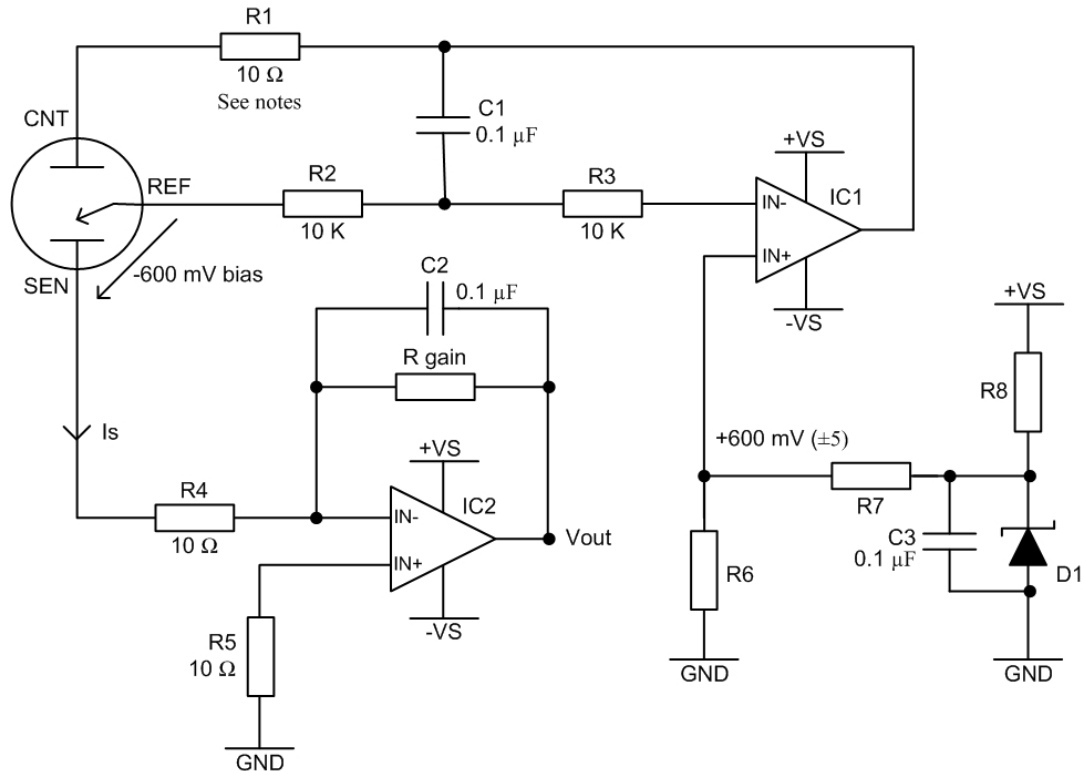 R1
10 Ω
See notes
CNT
C1
0.1 µF
+VS
REF
R2
10 K
R3
10 K
IN-
IC1
IN+
-VS
SEN
-600 mV bias
C2
0.1 µF
R gain
+VS
R8
Is
+600 mV (±5)
+VS
R4
10 Ω
IN-
IC2
IN+
Vout
-VS
R7
C3
0.1 µF
D1
R6
R5
10 Ω
GND
GND
GND